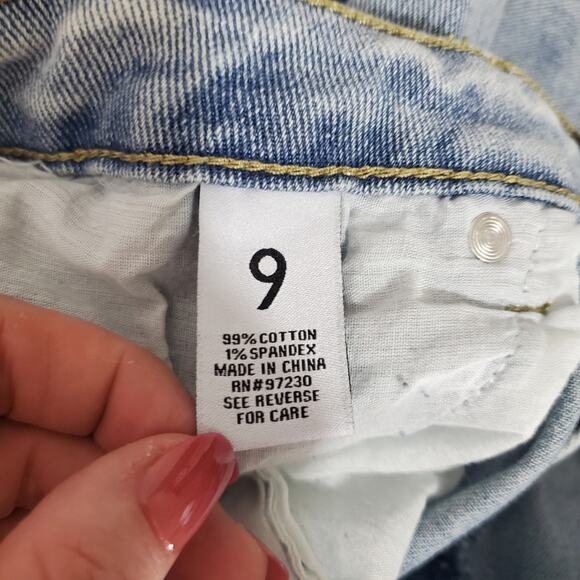 9
99% COTTON
1% SPANDEX
MADE IN CHINA
RN#97230
SEE REVERSE
FOR CARE